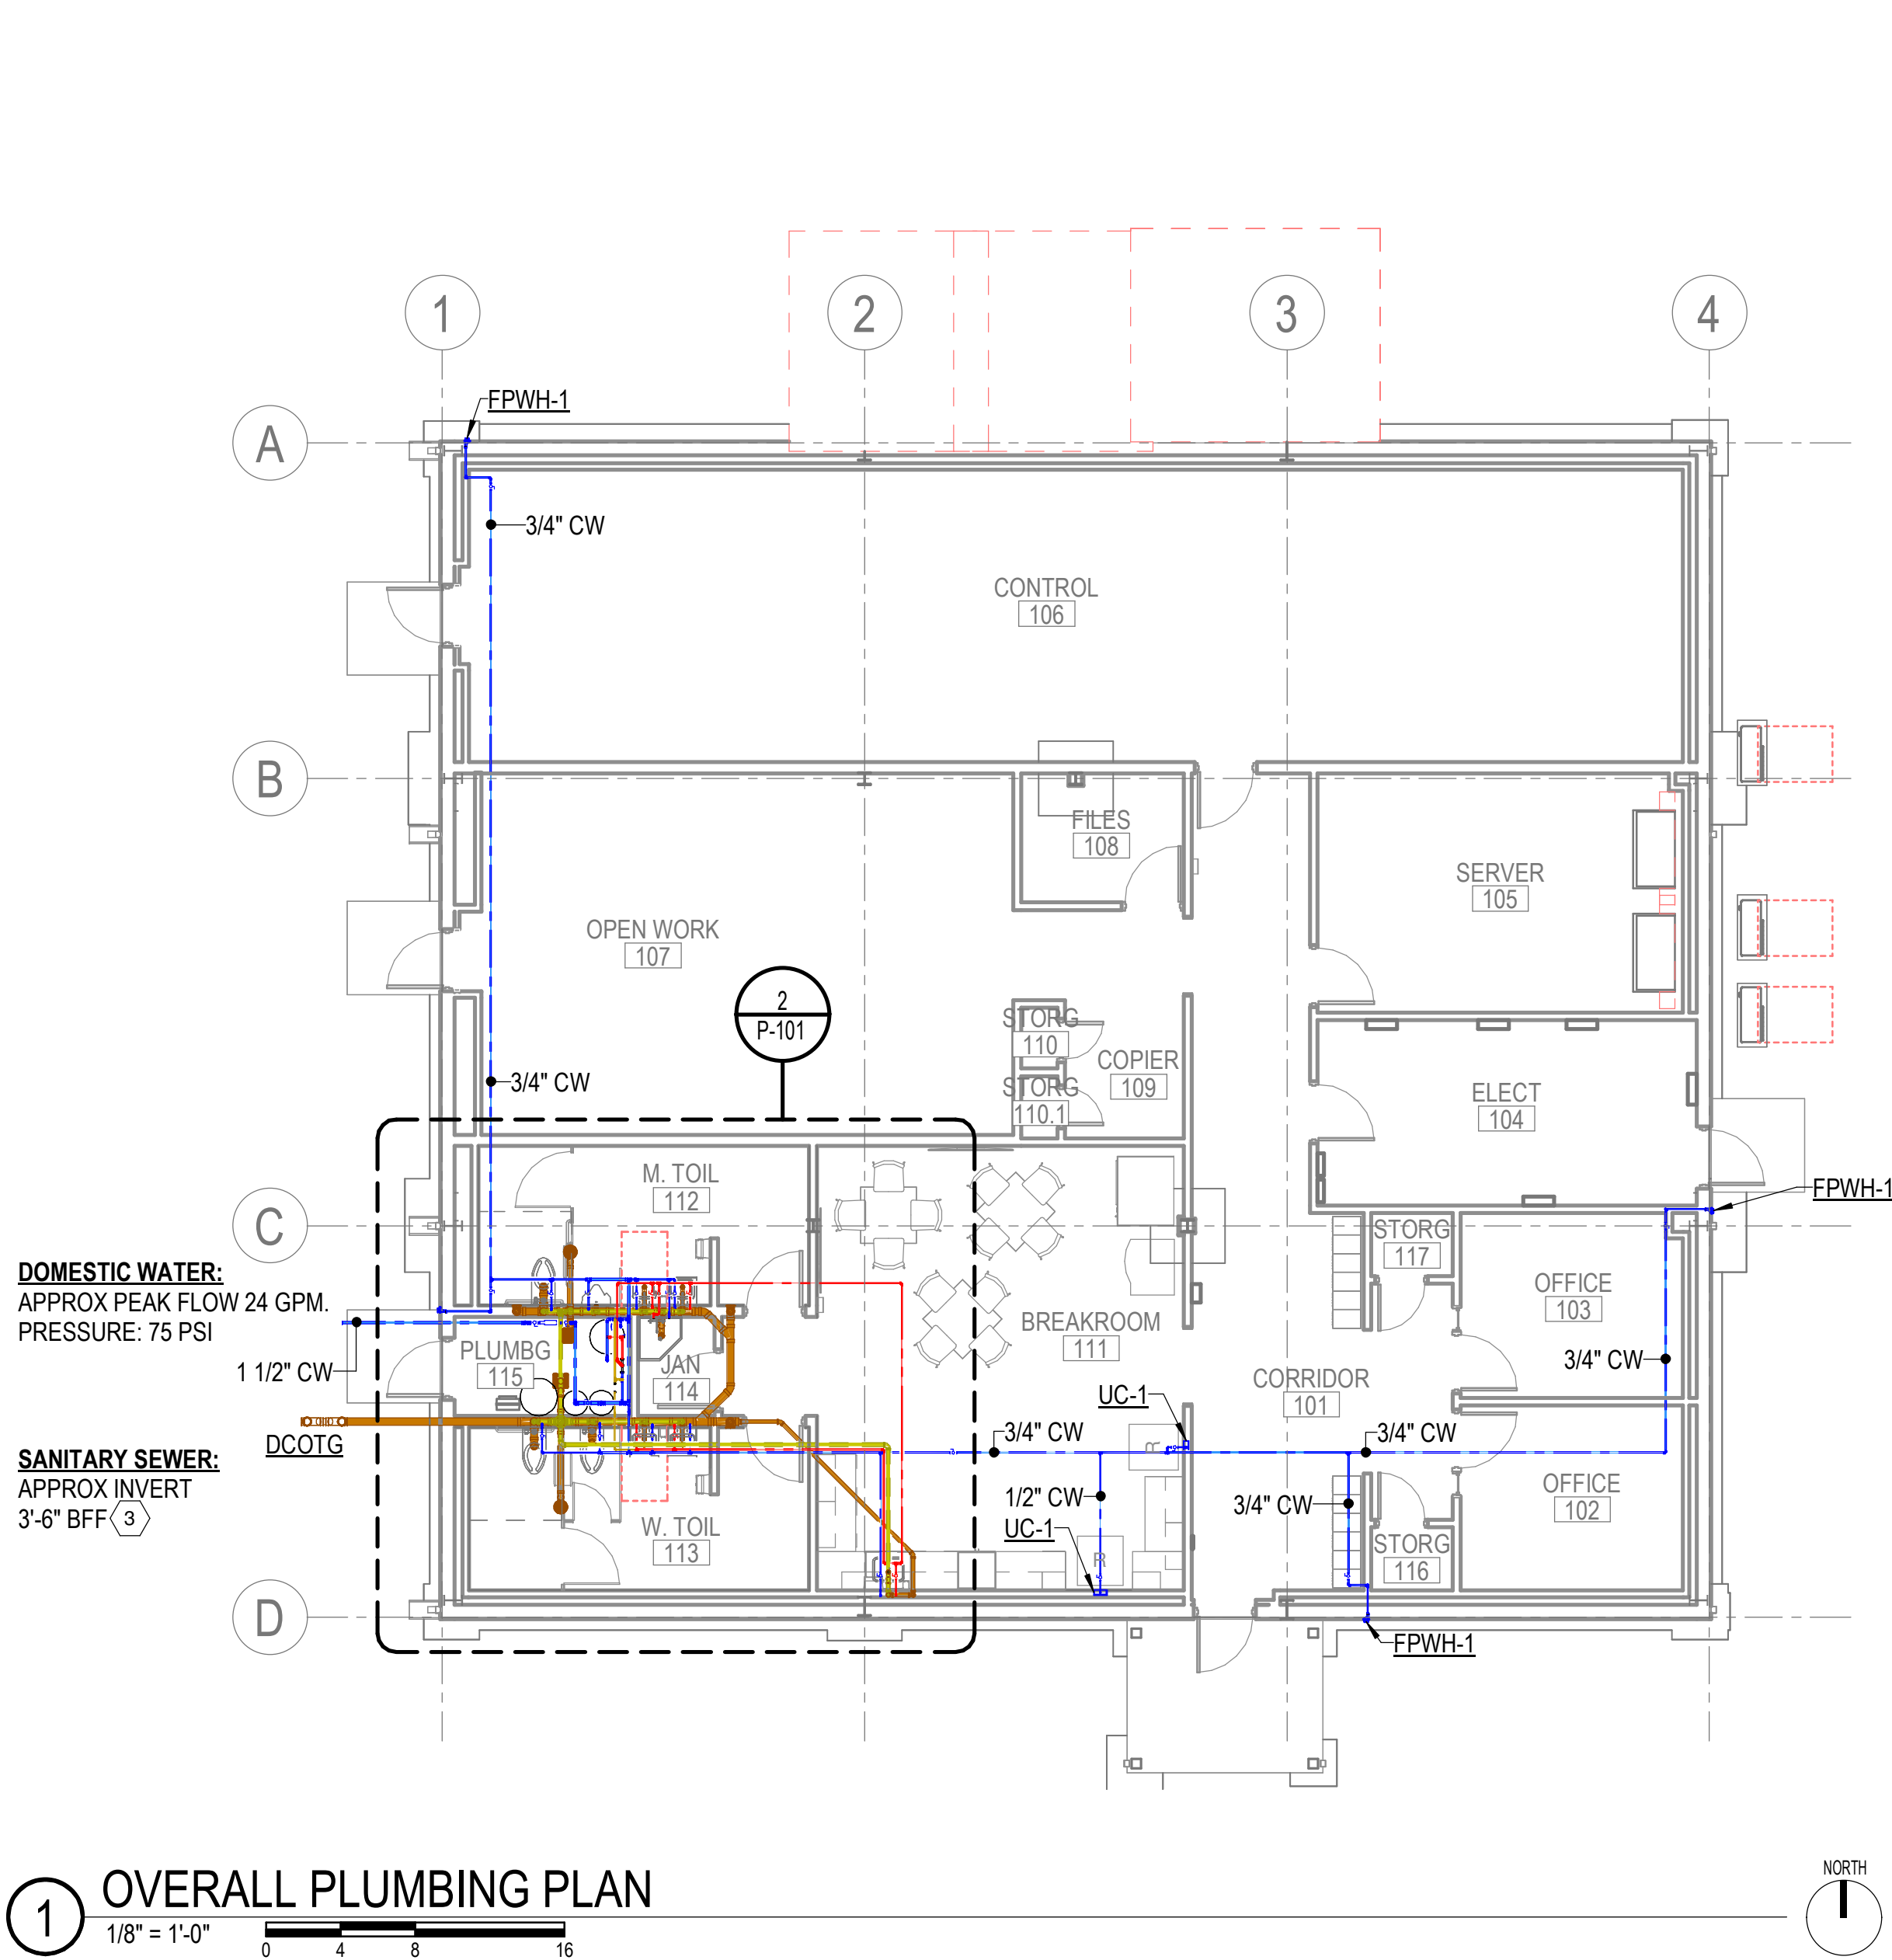 1
2
3
4
FPWH-1
A
3/4" CW
CONTROL
106
B
FILES
108
SERVER
105
OPEN WORK
107
2
P-101
STORG
110
COPIER
109
STORG
110.1
3/4" CW
ELECT
104
M. TOIL
112
FPWH-1
C
STORG
117
DOMESTIC WATER:
APPROX PEAK FLOW 24 GPM.
PRESSURE: 75 PSI
OFFICE
103
BREAKROOM
111
PLUMBG
115
JAN
114
1 1/2" CW
3/4" CW
CORRIDOR
101
UC-1
DCOTG
3/4" CW
3/4" CW
R
SANITARY SEWER:
APPROX INVERT
3'-6" BFF 3
OFFICE
102
1/2" CW
3/4" CW
UC-1
W. TOIL
113
STORG
116
R
D
FPWH-1
NORTH
1
OVERALL PLUMBING PLAN
1/8" = 1'-0"
0 4 8 16